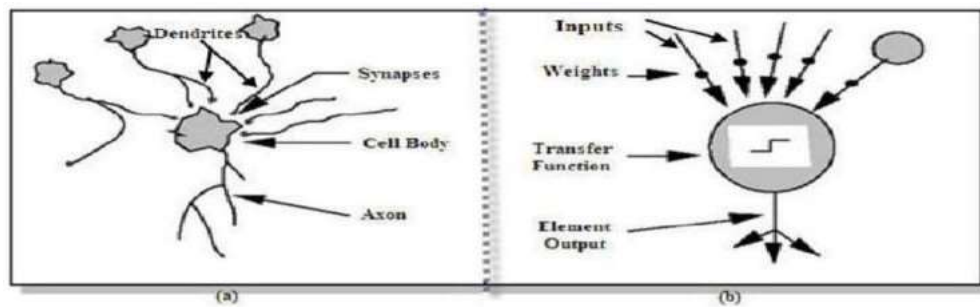 Dendrites
Synapses
Cell Body
Axon
(a)
Inputs
Weights
Transfer
Function
Element
Output
(b)